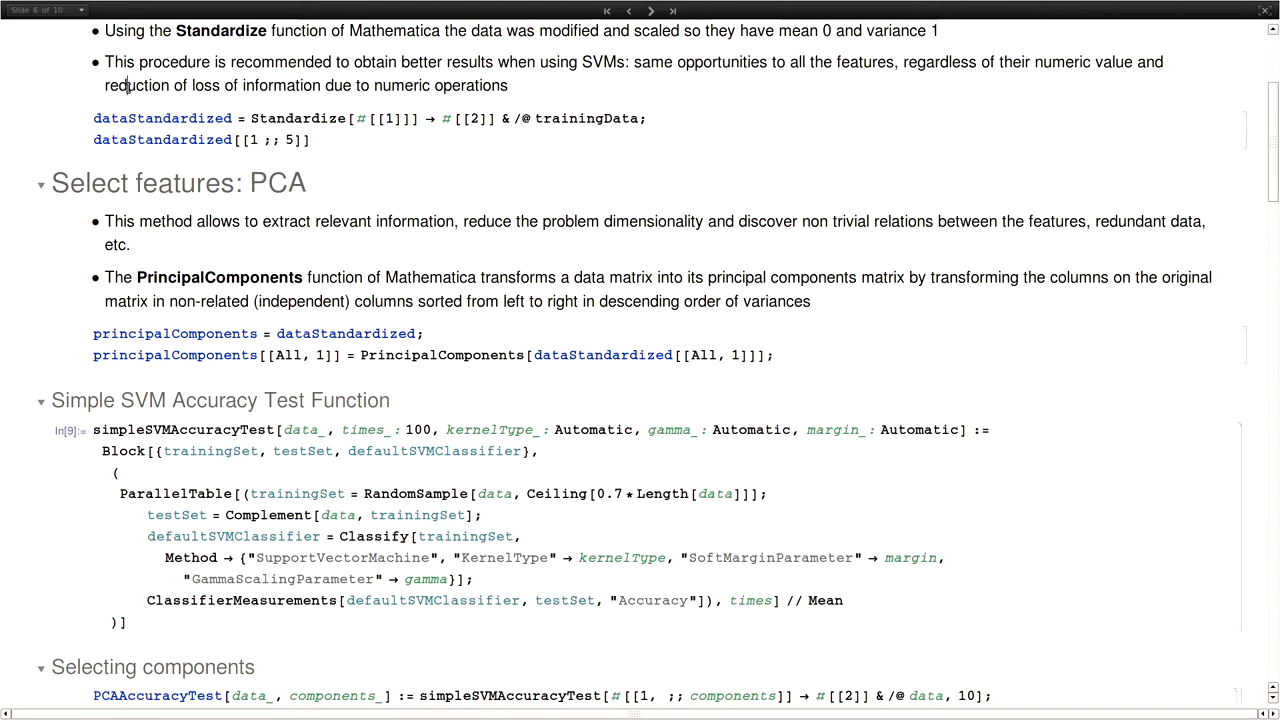 Slide 6 of 10
• Using the Standardize function of Mathematica the data was modified and scaled so they have mean 0 and variance 1
• This procedure is recommended to obtain better results when using SVMs: same opportunities to all the features, regardless of their numeric value and
reduction of loss of information due to numeric operations
dataStandardized = Standardize[#[[1]]] → #[[2]] & /@ trainingData;
dataStandardized[[1 ;; 5]]
Select features: PCA
• This method allows to extract relevant information, reduce the problem dimensionality and discover non trivial relations between the features, redundant data,
etc.
• The PrincipalComponents function of Mathematica transforms a data matrix into its principal components matrix by transforming the columns on the original
matrix in non-related (independent) columns sorted from left to right in descending order of variances
principalComponents = dataStandardized;
principalComponents[[All, 1]] = PrincipalComponents[dataStandardized[[All, 1]]];
Simple SVM Accuracy Test Function
In[9]:= simpleSVMAccuracyTest[data_, times_: 100, kernelType_: Automatic, gamma_: Automatic, margin_: Automatic] :=
Block[{trainingSet, testSet, defaultSVMClassifier},
(
ParallelTable[(trainingSet = RandomSample[data, Ceiling[0.7 * Length[data]]];
testSet = Complement[data, trainingSet];
defaultSVMClassifier = Classify[trainingSet,
Method → {"SupportVectorMachine", "KernelType" → kernelType, "SoftMarginParameter" → margin,
"GammaScalingParameter" → gamma}];
ClassifierMeasurements[defaultSVMClassifier, testSet, "Accuracy"]), times] // Mean
)]
Selecting components
PCAAccuracyTest[data_, components_] := simpleSVMAccuracyTest[#[[1, ;; components]] → #[[2]] & /@ data, 10];